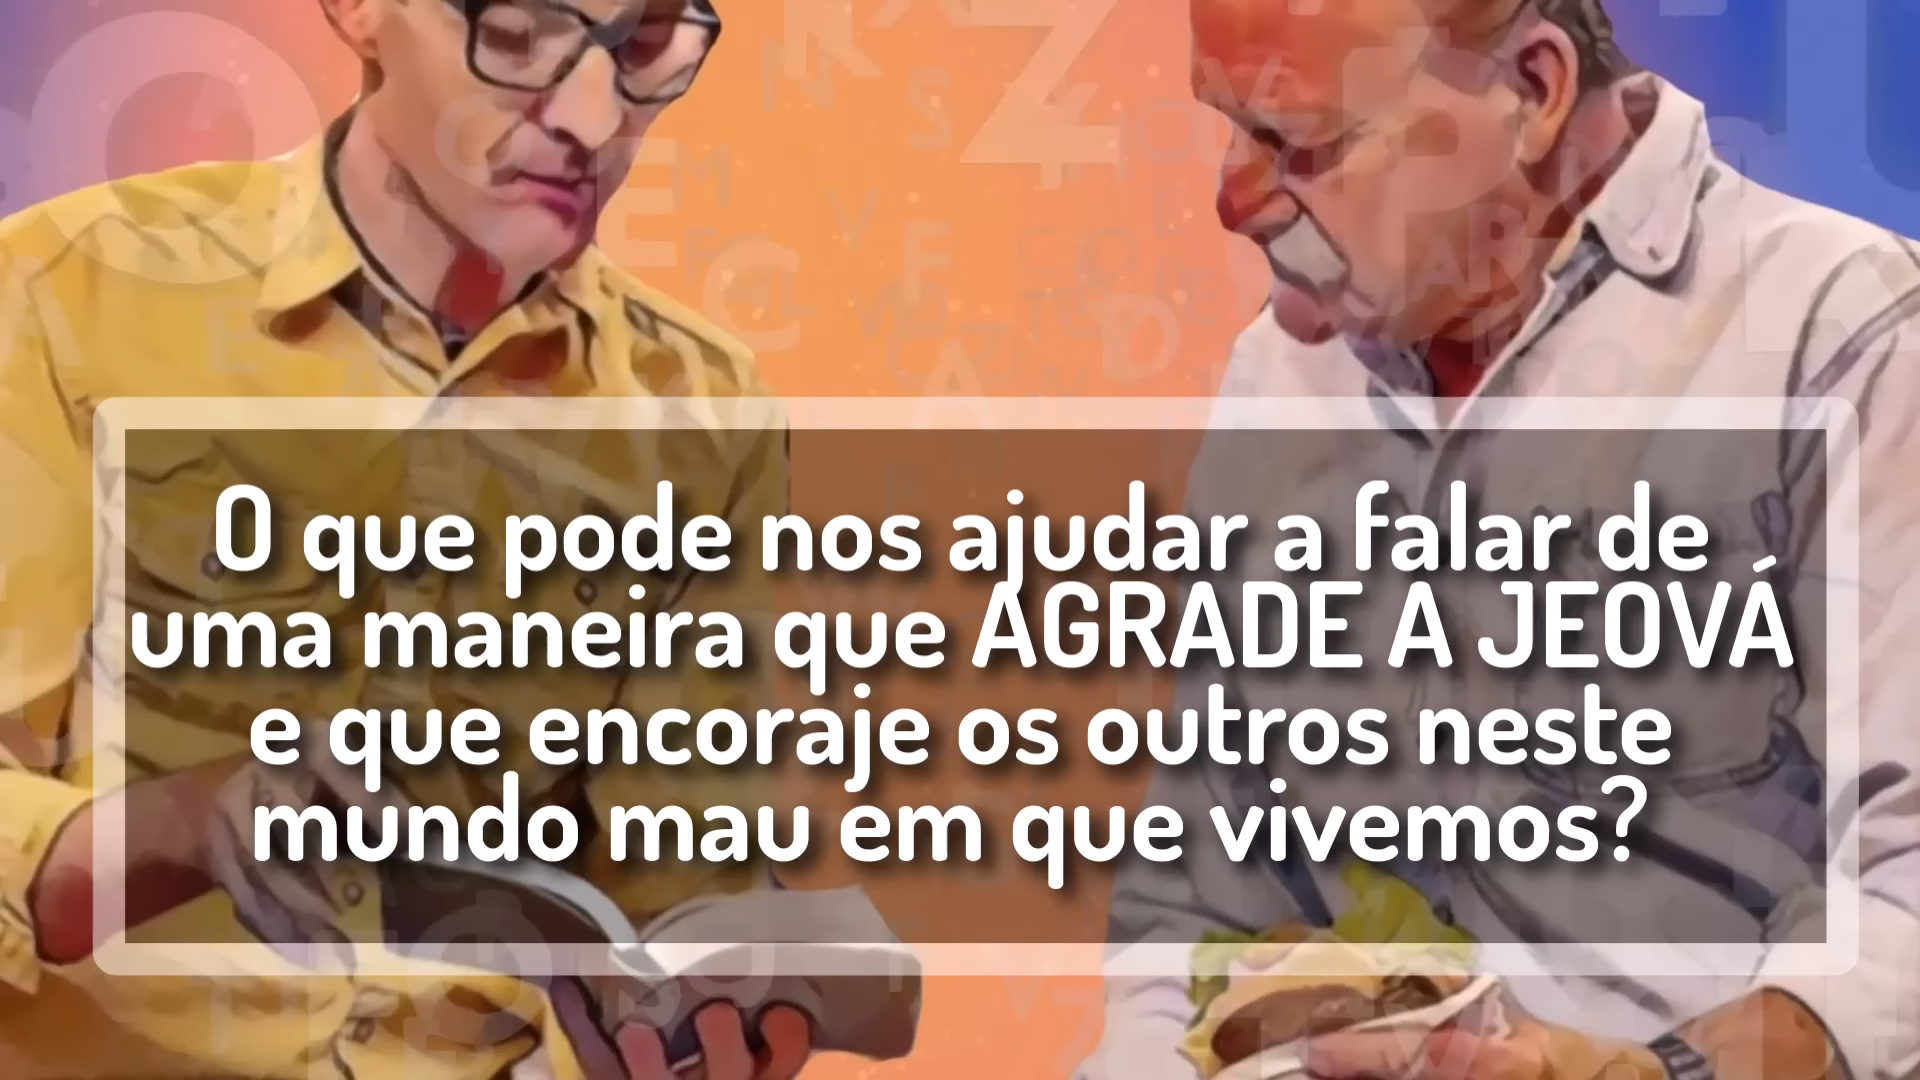 O que pode nos ajudar a falar de
uma maneira que AGRADE A JEOVÁ
e que encoraje os outros neste
mundo mau em que vivemos?